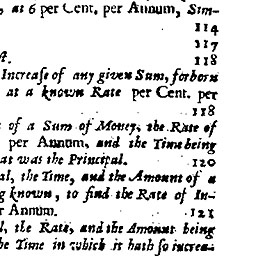 at 6 per Cent. per Annum, Sim-
114
117
118
Increase of any given Sum, forborn
at a known Rate per Cent. per
118
of a Sum of Money, the Rate of
per Annum, and the Time being
at was the Principal. 120
al, the Time, and the Amount of a
g known, to find the Rate of In-
r Annum. 121
l, the Rate, and the Amount being
he Time in which it hath so increa-